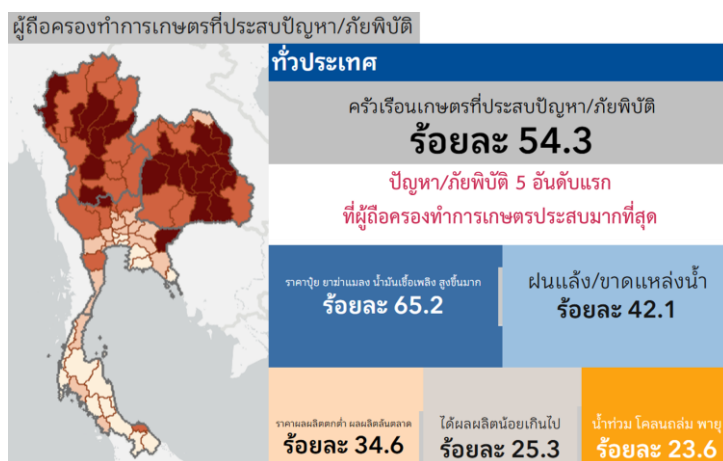 ผู้ถือครองทำการเกษตรที่ประสบปัญหา/ภัยพิบัติ
ทั่วประเทศ
ครัวเรือนเกษตรที่ประสบปัญหา/ภัยพิบัติ
ร้อยละ 54.3
ปัญหา/ภัยพิบัติ 5 อันดับแรก
ที่ผู้ถือครองทำการเกษตรประสบมากที่สุด
ราคาปุ๋ย ยาฆ่าแมลง น้ำมันเชื้อเพลิง สูงขึ้นมาก
ร้อยละ 65.2
ฝนแล้ง/ขาดแหล่งน้ำ
ร้อยละ 42.1
ราคาผลผลิตตกต่ำ ผลผลิตล้นตลาด
ร้อยละ 34.6
ได้ผลผลิตน้อยเกินไป
ร้อยละ 25.3
น้ำท่วม โคลนถล่ม พายุ
ร้อยละ 23.6